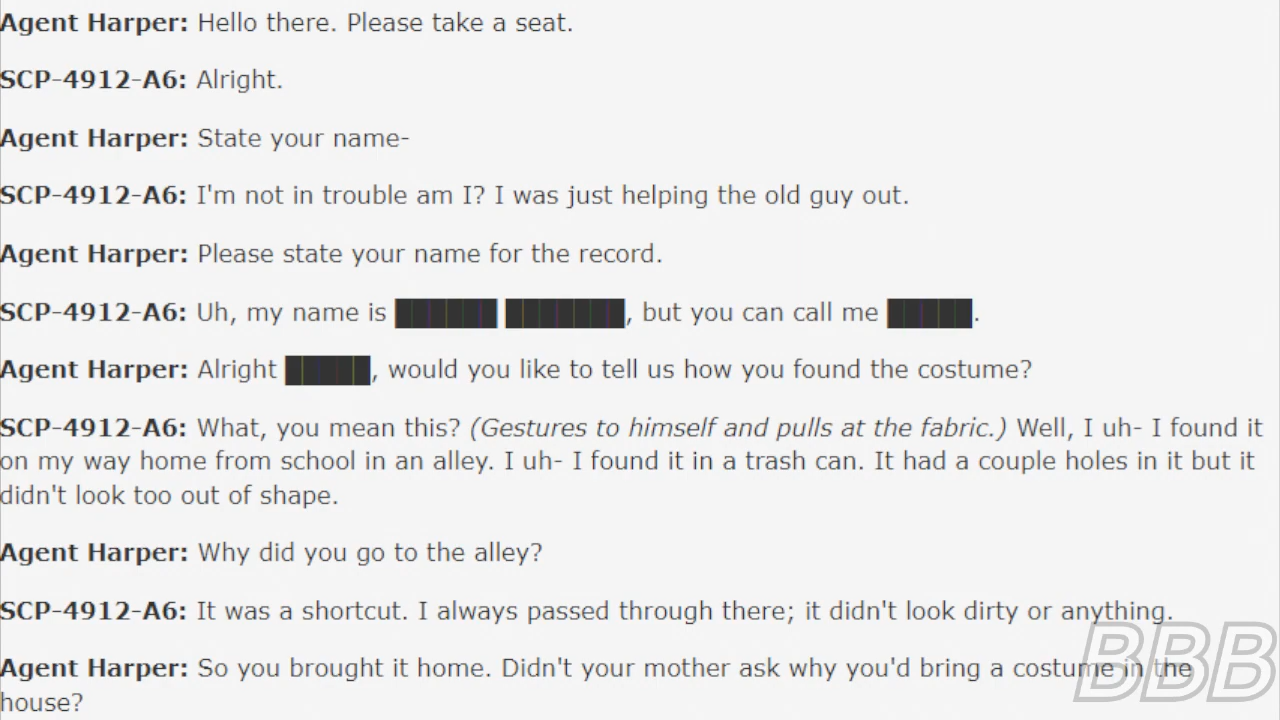 Agent Harper: Hello there. Please take a seat.
SCP-4912-A6: Alright.
Agent Harper: State your name-
SCP-4912-A6: I'm not in trouble am I? I was just helping the old guy out.
Agent Harper: Please state your name for the record.
SCP-4912-A6: Uh, my name is ██████ ███████, but you can call me █████.
Agent Harper: Alright █████, would you like to tell us how you found the costume?
SCP-4912-A6: What, you mean this? (Gestures to himself and pulls at the fabric.) Well, I uh- I found it
on my way home from school in an alley. I uh- I found it in a trash can. It had a couple holes in it but it
didn't look too out of shape.
Agent Harper: Why did you go to the alley?
SCP-4912-A6: It was a shortcut. I always passed through there; it didn't look dirty or anything.
Agent Harper: So you brought it home. Didn't your mother ask why you'd bring a costume in the
house?
BBB